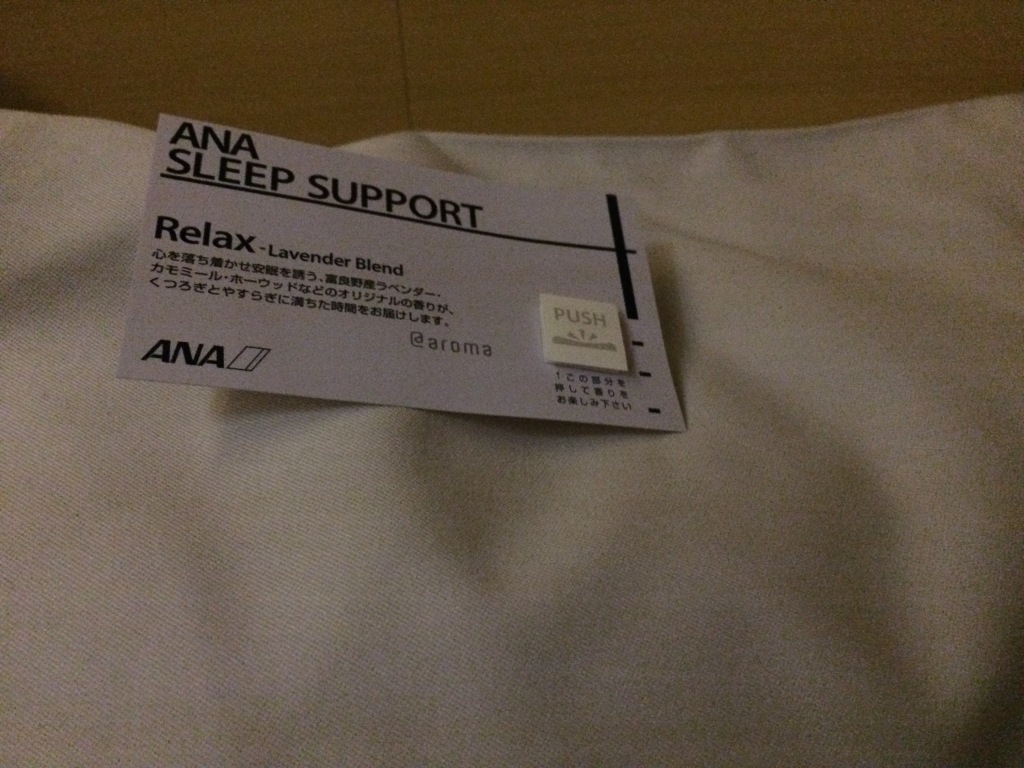 ANA
SLEEP SUPPORT
Relax -Lavender Blend
心を落ち着かせ安眠を誘う、富良野産ラベンダー・
カモミール・ホーウッドなどのオリジナルの香りが、
くつろぎとやすらぎに満ちた時間をお届けします。
@aroma
ANA
PUSH
↑この部分を
押して香りを
お楽しみ下さい